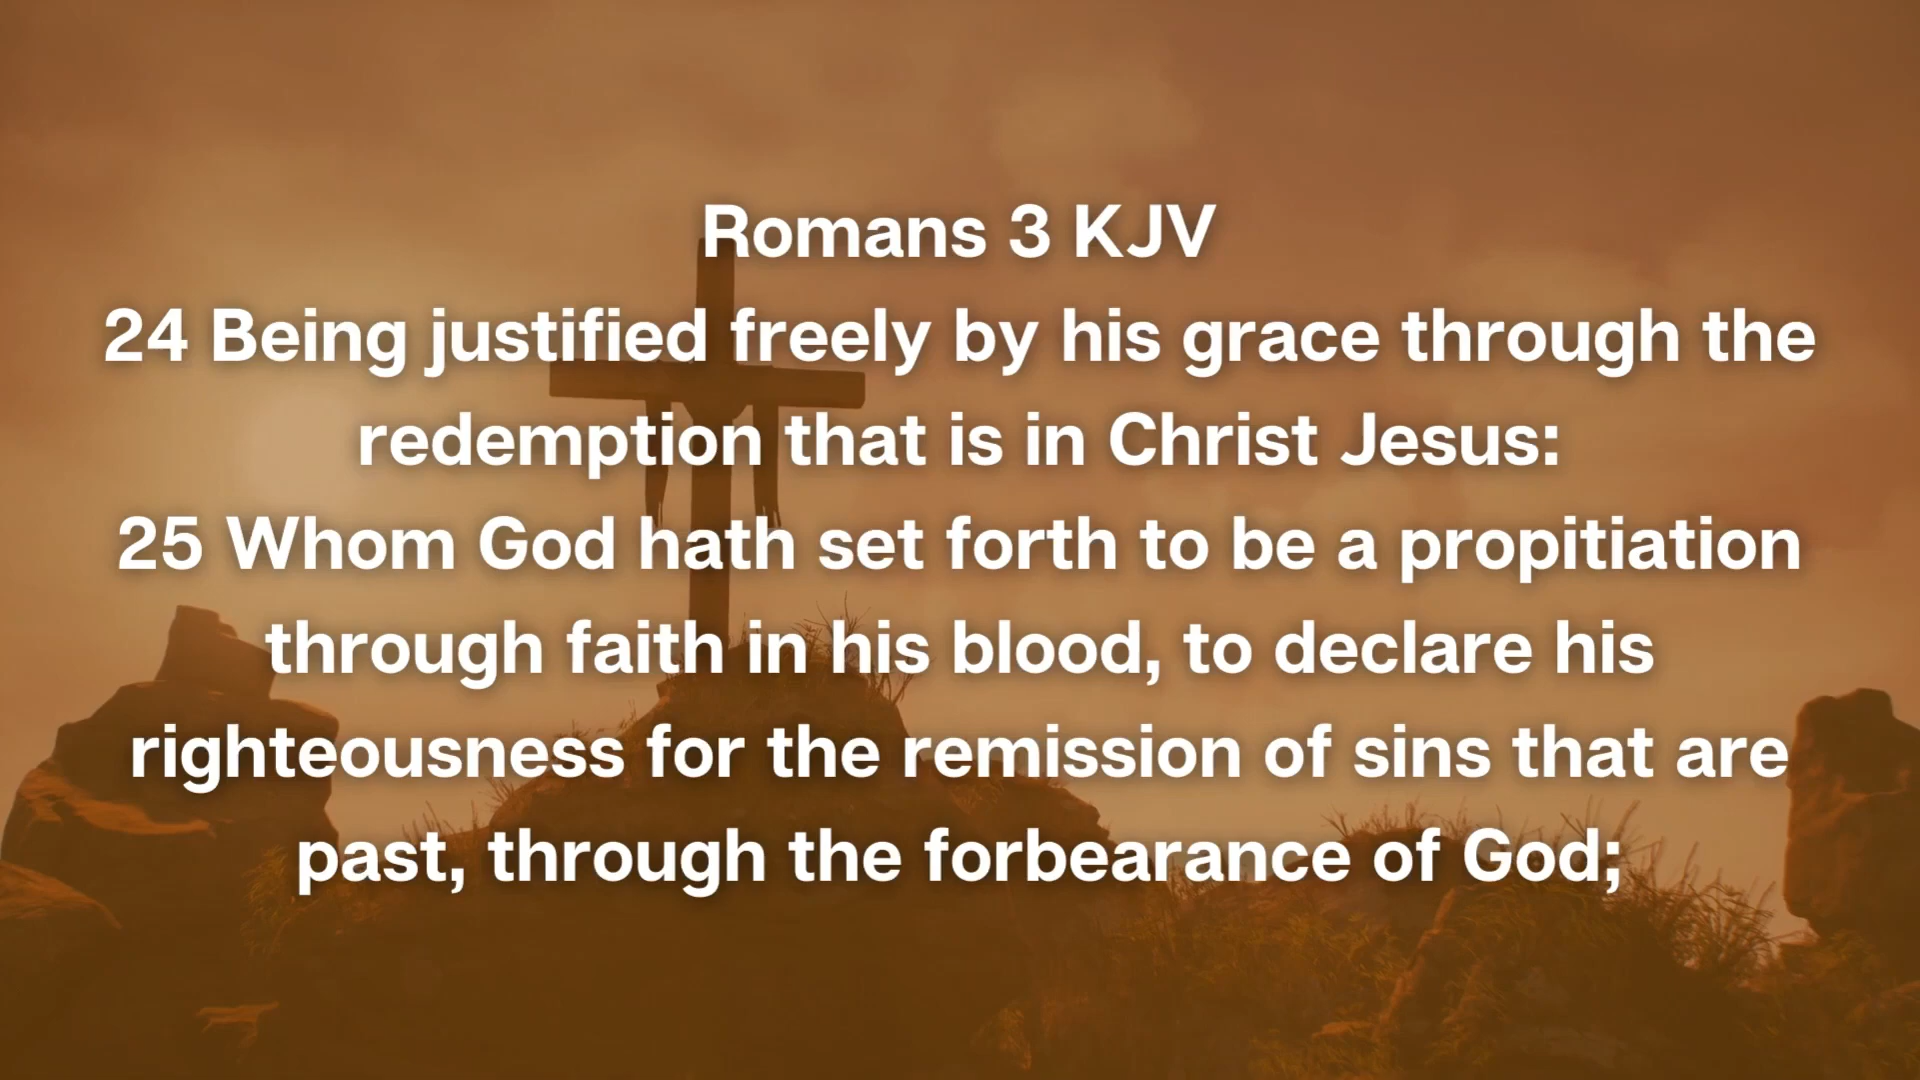 Romans 3 KJV
24 Being justified freely by his grace through the
redemption that is in Christ Jesus:
25 Whom God hath set forth to be a propitiation
through faith in his blood, to declare his
righteousness for the remission of sins that are
past, through the forbearance of God;